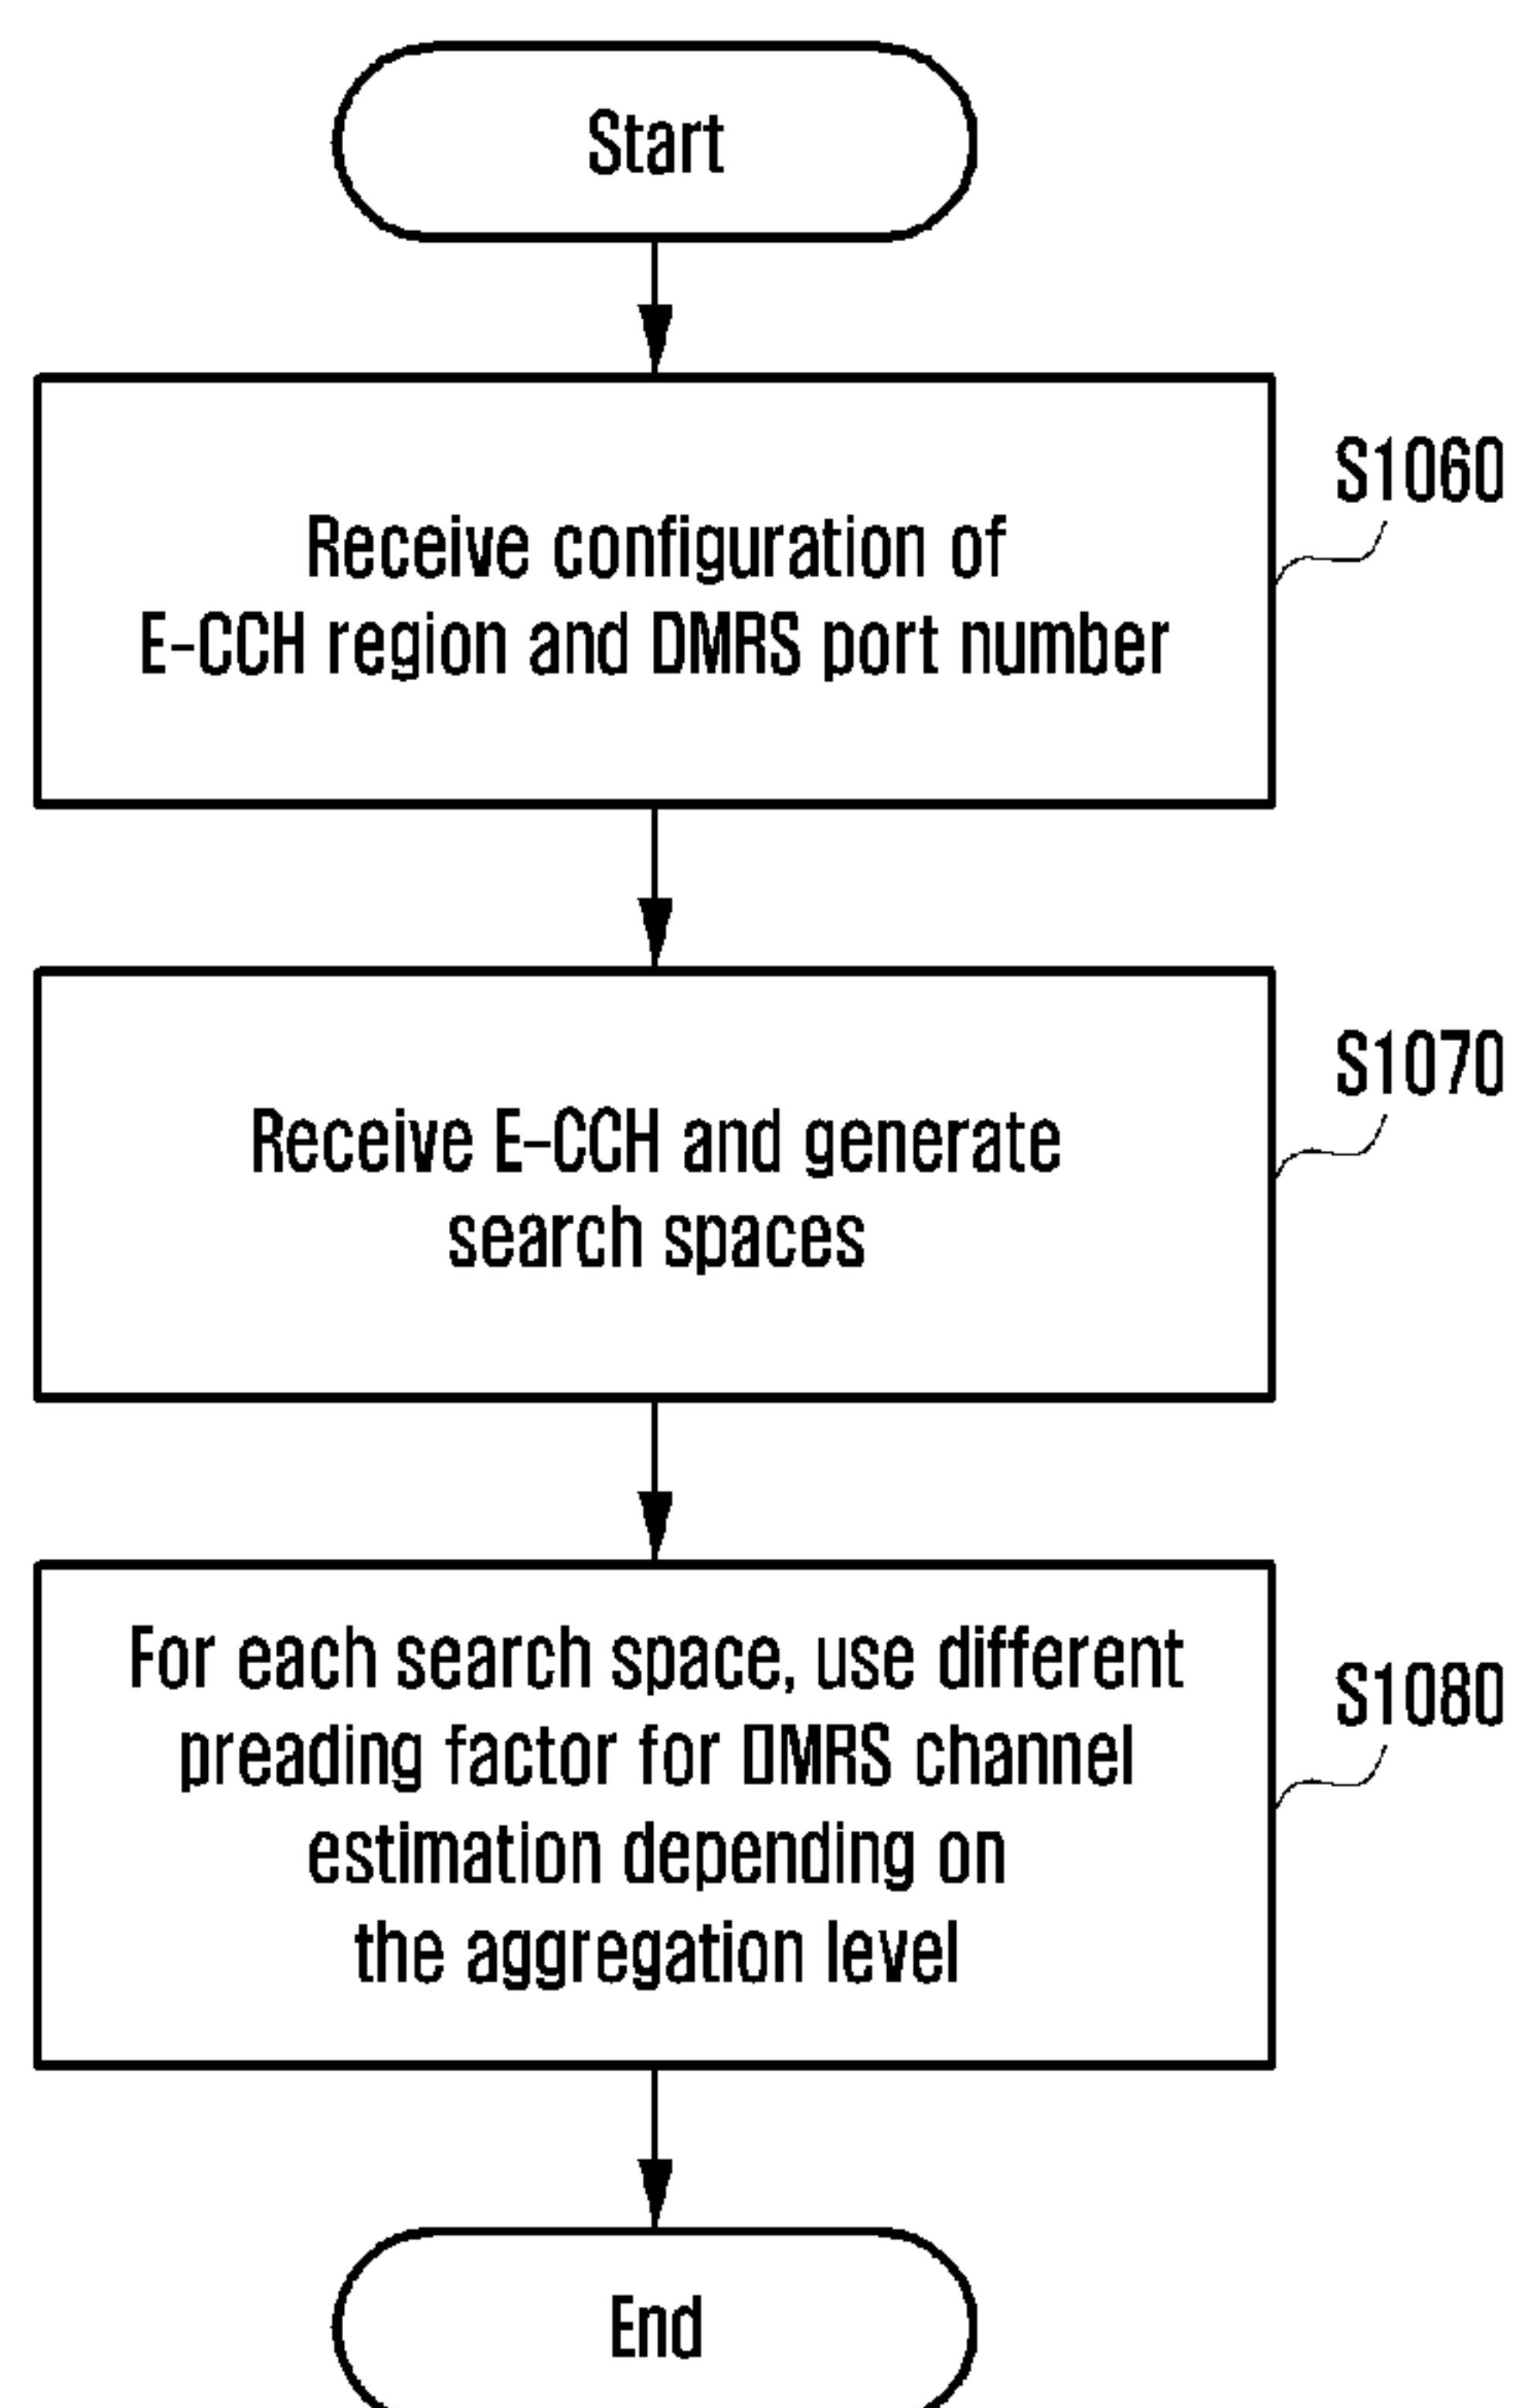 Start
S1060
Receive configuration of
E-CCH region and DMRS port number
S1070
Receive E-CCH and generate
search spaces
For each search space, use different
S1080
preading factor for DMRS channel
estimation depending on
the aggregation level
End